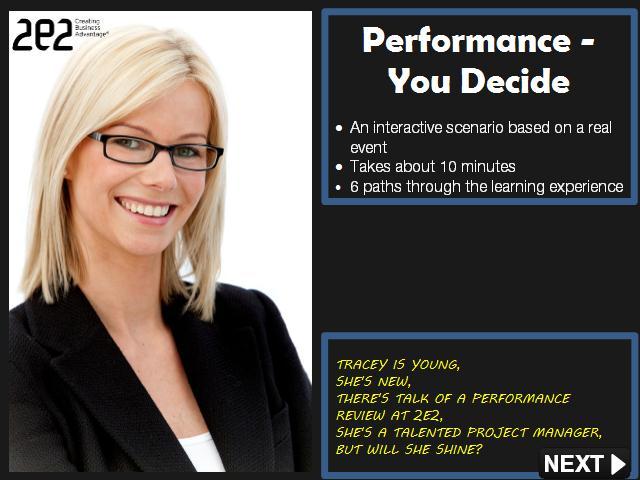 2e2
Creating
Business
Advantage®
Performance -
You Decide
• An interactive scenario based on a real
event
• Takes about 10 minutes
• 6 paths through the learning experience
TRACEY IS YOUNG,
SHE'S NEW,
THERE'S TALK OF A PERFORMANCE
REVIEW AT 2E2,
SHE'S A TALENTED PROJECT MANAGER,
BUT WILL SHE SHINE?
NEXT